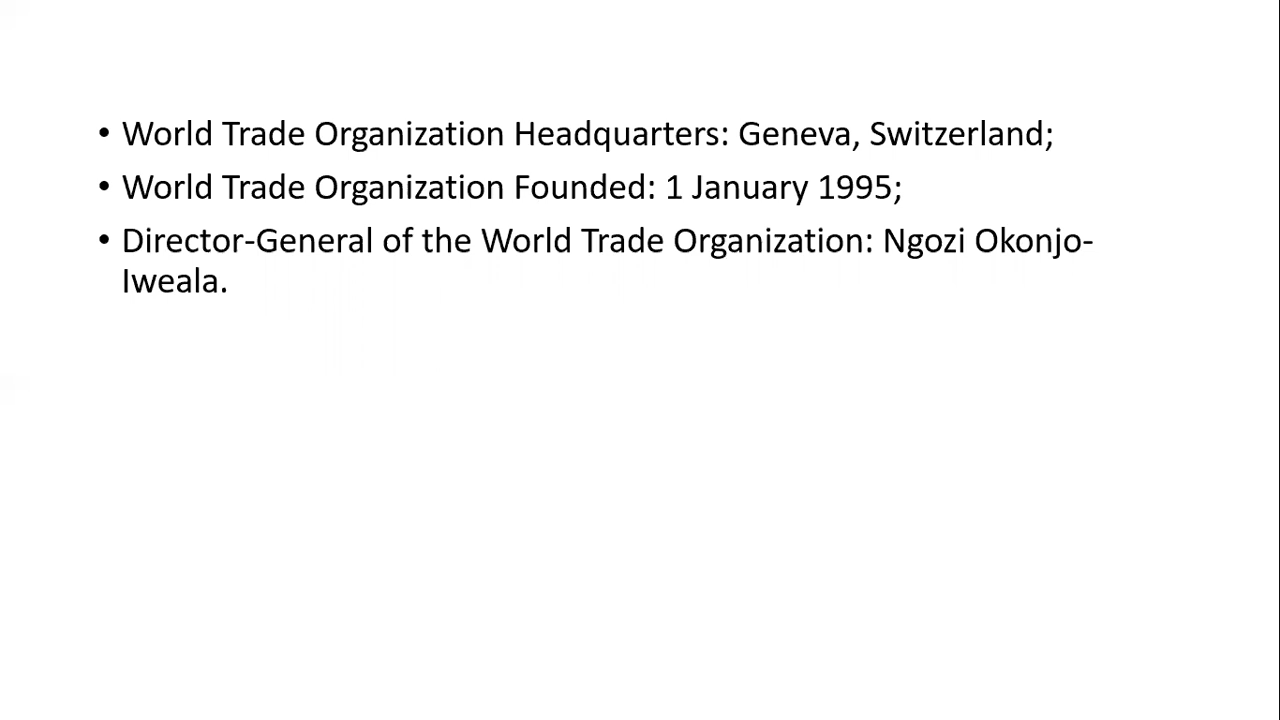 • World Trade Organization Headquarters: Geneva, Switzerland;
• World Trade Organization Founded: 1 January 1995;
• Director-General of the World Trade Organization: Ngozi Okonjo-
Iweala.